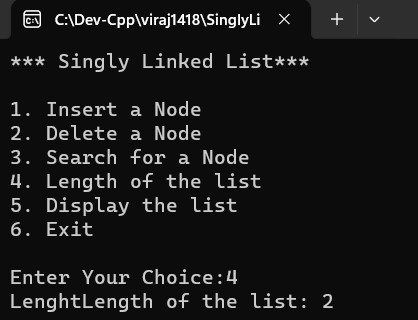 C:\Dev-Cpp\viraj1418\SinglyLi
*** Singly Linked List***
1. Insert a Node
2. Delete a Node
3. Search for a Node
4. Length of the list
5. Display the list
6. Exit
Enter Your Choice:4
LenghtLength of the list: 2